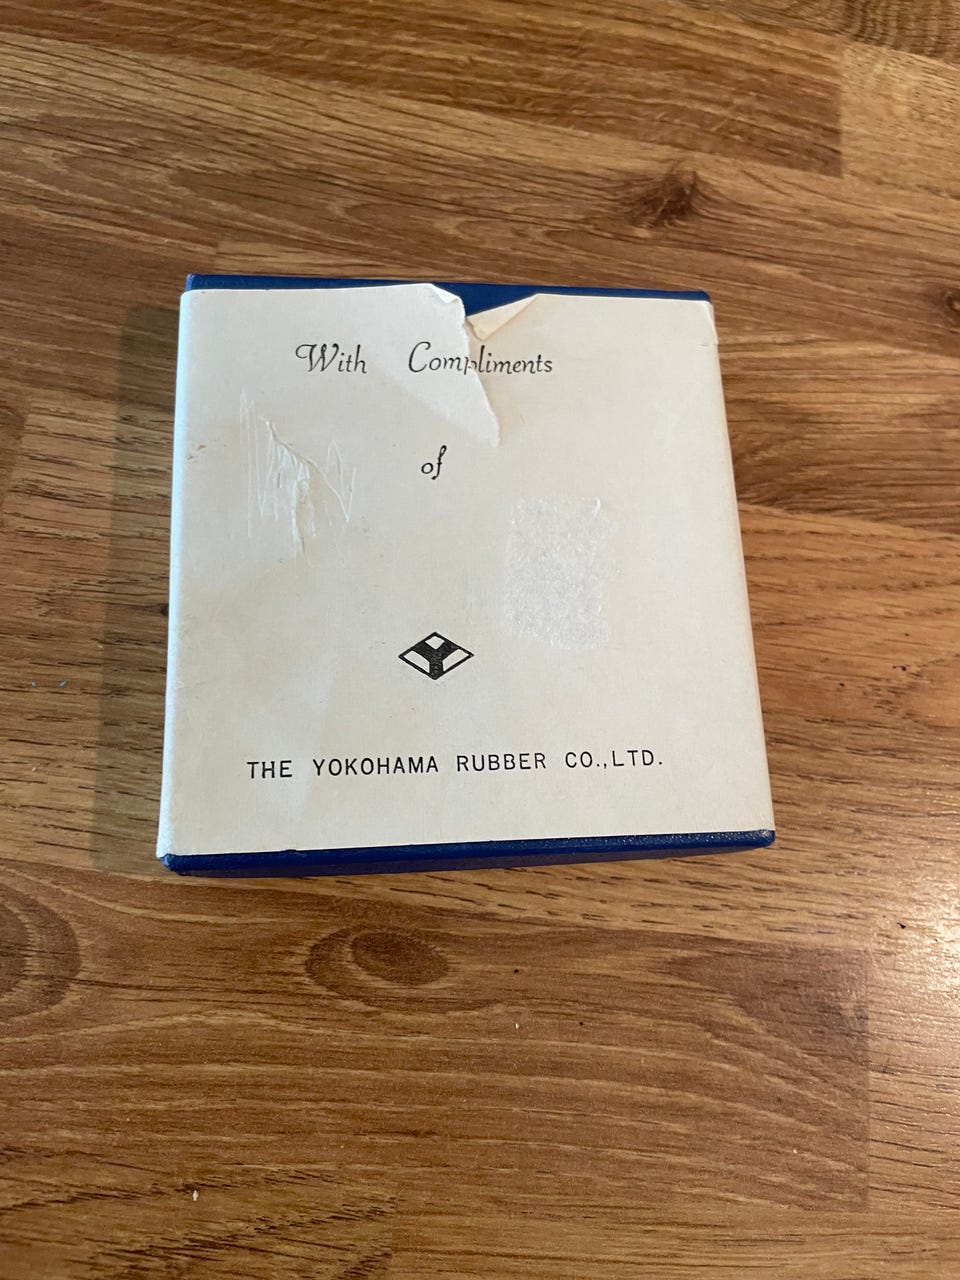 With Compliments
of
Y
THE YOKOHAMA RUBBER CO.,LTD.